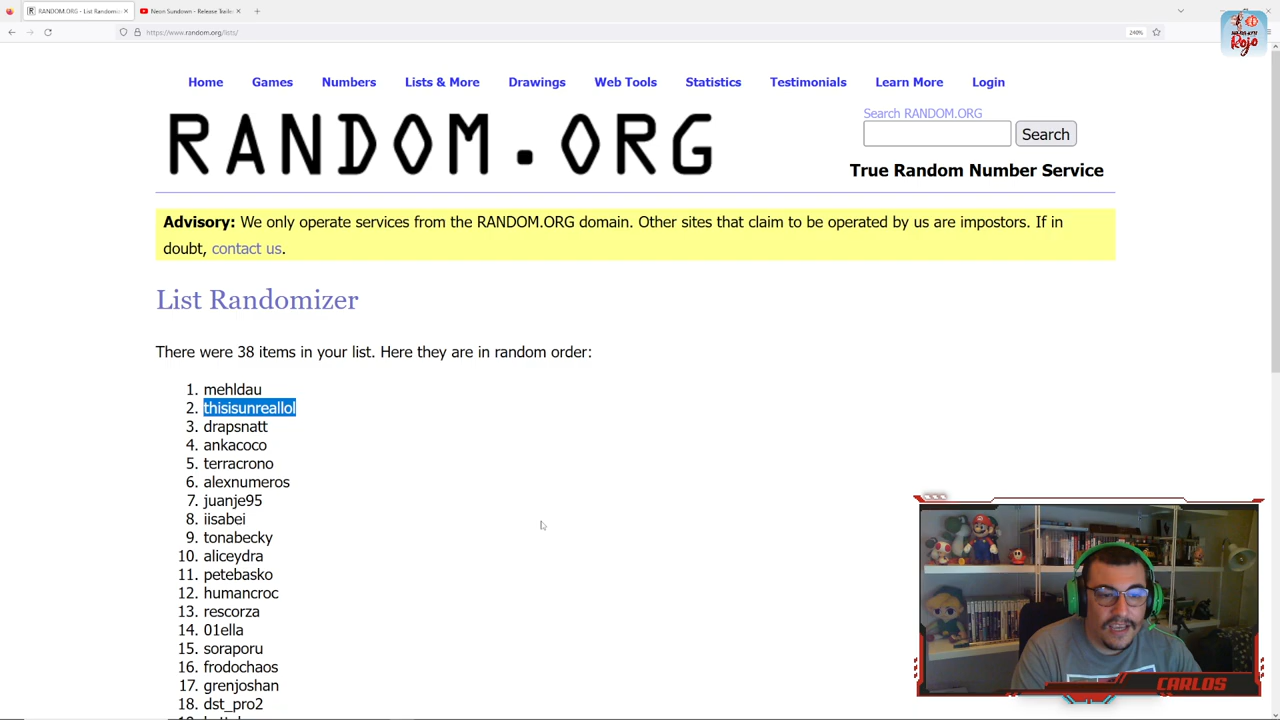 RANDOM.ORG - List Randomiz
Neon Sundown - Release Traile
https://www.random.org/lists/
240%
Rojo
Home Games Numbers Lists & More Drawings Web Tools Statistics Testimonials Learn More Login
RANDOM.ORG
Search RANDOM.ORG
Search
True Random Number Service
Advisory: We only operate services from the RANDOM.ORG domain. Other sites that claim to be operated by us are impostors. If in
doubt, contact us.
List Randomizer
There were 38 items in your list. Here they are in random order:
1. mehldau
2. thisisunreallol
3. drapsnatt
4. ankacoco
5. terracrono
6. alexnumeros
7. juanje95
8. iisabei
9. tonabecky
10. aliceydra
11. petebasko
12. humancroc
13. rescorza
14. 01ella
15. soraporu
16. frodochaos
17. grenjoshan
18. dst_pro2
CARLOS